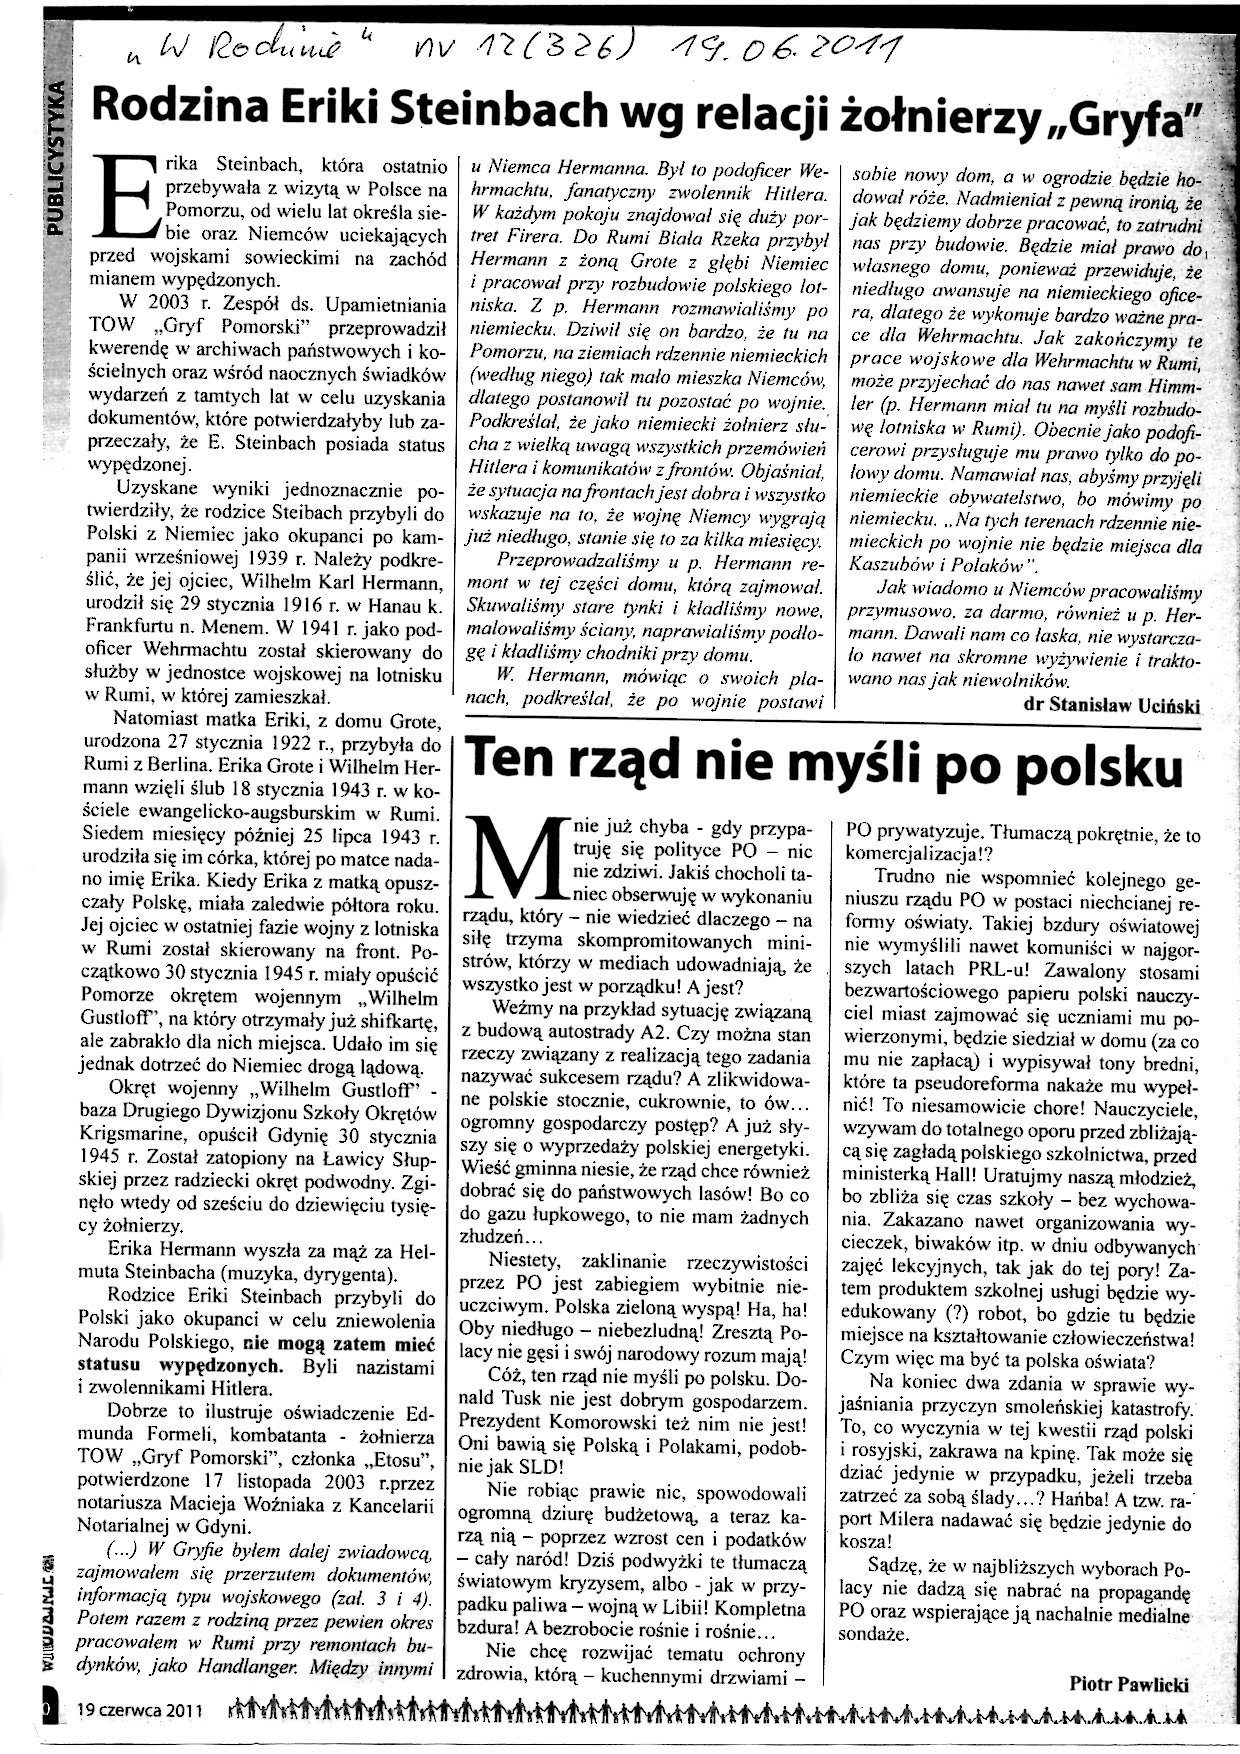 „W Rodzinie" nr 12(326) 19.06.2011
PUBLICYSTYKA
Rodzina Eriki Steinbach wg relacji żołnierzy „Gryfa”
Erika Steinbach, która ostatnio
przebywała z wizytą w Polsce na
Pomorzu, od wielu lat określa sie-
bie oraz Niemców uciekających
przed wojskami sowieckimi na zachód
mianem wypędzonych.
W 2003 r. Zespół ds. Upamietniania
TOW „Gryf Pomorski” przeprowadził
kwerendę w archiwach państwowych i ko-
ścielnych oraz wśród naocznych świadków
wydarzeń z tamtych lat w celu uzyskania
dokumentów, które potwierdzałyby lub za-
przeczały, że E. Steinbach posiada status
wypędzonej.
Uzyskane wyniki jednoznacznie po-
twierdziły, że rodzice Steibach przybyli do
Polski z Niemiec jako okupanci po kam-
panii wrześniowej 1939 r. Należy podkre-
ślić, że jej ojciec, Wilhelm Karl Hermann,
urodził się 29 stycznia 1916 r. w Hanau k.
Frankfurtu n. Menem. W 1941 r. jako pod-
oficer Wehrmachtu został skierowany do
służby w jednostce wojskowej na lotnisku
w Rumi, w której zamieszkał.
Natomiast matka Eriki, z domu Grote,
urodzona 27 stycznia 1922 r., przybyła do
Rumi z Berlina. Erika Grote i Wilhelm Her-
mann wzięli ślub 18 stycznia 1943 r. w ko-
ściele ewangelicko-augsburskim w Rumi.
Siedem miesięcy później 25 lipca 1943 r.
urodziła się im córka, której po matce nada-
no imię Erika. Kiedy Erika z matką opusz-
czały Polskę, miała zaledwie półtora roku.
Jej ojciec w ostatniej fazie wojny z lotniska
w Rumi został skierowany na front. Po-
czątkowo 30 stycznia 1945 r. miały opuścić
Pomorze okrętem wojennym „Wilhelm
Gustloff”, na który otrzymały już shifkartę,
ale zabrakło dla nich miejsca. Udało im się
jednak dotrzeć do Niemiec drogą lądową.
Okręt wojenny „Wilhelm Gustloff” -
baza Drugiego Dywizjonu Szkoły Okrętów
Krigsmarine, opuścił Gdynię 30 stycznia
1945 r. Został zatopiony na Ławicy Słup-
skiej przez radziecki okręt podwodny. Zgi-
nęło wtedy od sześciu do dziewięciu tysię-
cy żołnierzy.
Erika Hermann wyszła za mąż za Hel-
muta Steinbacha (muzyka, dyrygenta).
Rodzice Eriki Steinbach przybyli do
Polski jako okupanci w celu zniewolenia
Narodu Polskiego, nie mogą zatem mieć
statusu wypędzonych. Byli nazistami
i zwolennikami Hitlera.
Dobrze to ilustruje oświadczenie Ed-
munda Formeli, kombatanta - żołnierza
TOW „Gryf Pomorski”, członka „Etosu”,
potwierdzone 17 listopada 2003 r.przez
notariusza Macieja Woźniaka z Kancelarii
Notarialnej w Gdyni.
(...) W Gryfie byłem dalej zwiadowcą,
zajmowałem się przerzutem dokumentów,
informacją typu wojskowego (zał. 3 i 4).
Potem razem z rodziną przez pewien okres
pracowałem w Rumi przy remontach bu-
dynków, jako Handlanger. Między innymi
u Niemca Hermanna. Był to podoficer We-
hrmachtu, fanatyczny zwolennik Hitlera.
W każdym pokoju znajdował się duży por-
tret Firera. Do Rumi Biała Rzeka przybył
Hermann z żoną Grote z głębi Niemiec
i pracował przy rozbudowie polskiego lot-
niska. Z p. Hermann rozmawialiśmy po
niemiecku. Dziwił się on bardzo, że tu na
Pomorzu, na ziemiach rdzennie niemieckich
(według niego) tak mało mieszka Niemców,
dlatego postanowił tu pozostać po wojnie.
Podkreślał, że jako niemiecki żołnierz słu-
cha z wielką uwagą wszystkich przemówień
Hitlera i komunikatów z frontów. Objaśniał,
że sytuacja na frontach jest dobra i wszystko
wskazuje na to, że wojnę Niemcy wygrają
już niedługo, stanie się to za kilka miesięcy.
Przeprowadzaliśmy u p. Hermann re-
mont w tej części domu, którą zajmował.
Skuwaliśmy stare tynki i kładliśmy nowe,
malowaliśmy ściany, naprawialiśmy podło-
gę i kładliśmy chodniki przy domu.
W. Hermann, mówiąc o swoich pla-
nach, podkreślał, że po wojnie postawi
sobie nowy dom, a w ogrodzie będzie ho-
dował róże. Nadmieniał z pewną ironią, że
jak będziemy dobrze pracować, to zatrudni
nas przy budowie. Będzie miał prawo do
własnego domu, ponieważ przewiduje, że
niedługo awansuje na niemieckiego ofice-
ra, dlatego że wykonuje bardzo ważne pra-
ce dla Wehrmachtu. Jak zakończymy te
prace wojskowe dla Wehrmachtu w Rumi,
może przyjechać do nas nawet sam Himm-
ler (p. Hermann miał tu na myśli rozbudo-
wę lotniska w Rumi). Obecnie jako podofi-
cerowi przysługuje mu prawo tylko do po-
łowy domu. Namawiał nas, abyśmy przyjęli
niemieckie obywatelstwo, bo mówimy po
niemiecku. „Na tych terenach rdzennie nie-
mieckich po wojnie nie będzie miejsca dla
Kaszubów i Polaków”.
Jak wiadomo u Niemców pracowaliśmy
przymusowo, za darmo, również u p. Her-
mann. Dawali nam co łaska, nie wystarcza-
ło nawet na skromne wyżywienie i trakto-
wano nas jak niewolników.
dr Stanisław Uciński
Ten rząd nie myśli po polsku
Mnie już chyba - gdy przypa-
truję się polityce PO – nic
nie zdziwi. Jakiś chocholi ta-
niec obserwuję w wykonaniu
rządu, który – nie wiedzieć dlaczego – na
siłę trzyma skompromitowanych mini-
strów, którzy w mediach udowadniają, że
wszystko jest w porządku! A jest?
Weźmy na przykład sytuację związaną
z budową autostrady A2. Czy można stan
rzeczy związany z realizacją tego zadania
nazywać sukcesem rządu? A zlikwidowa-
ne polskie stocznie, cukrownie, to ów...
ogromny gospodarczy postęp? A już sły-
szy się o wyprzedaży polskiej energetyki.
Wieść gminna niesie, że rząd chce również
dobrać się do państwowych lasów! Bo co
do gazu łupkowego, to nie mam żadnych
złudzeń...
Niestety, zaklinanie rzeczywistości
przez PO jest zabiegiem wybitnie nie-
uczciwym. Polska zieloną wyspą! Ha, ha!
Oby niedługo – niebezludną! Zresztą Po-
lacy nie gęsi i swój narodowy rozum mają!
Cóż, ten rząd nie myśli po polsku. Do-
nald Tusk nie jest dobrym gospodarzem.
Prezydent Komorowski też nim nie jest!
Oni bawią się Polską i Polakami, podob-
nie jak SLD!
Nie robiąc prawie nic, spowodowali
ogromną dziurę budżetową, a teraz ka-
rzą nią – poprzez wzrost cen i podatków
– cały naród! Dziś podwyżki te tłumaczą
światowym kryzysem, albo - jak w przy-
padku paliwa – wojną w Libii! Kompletna
bzdura! A bezrobocie rośnie i rośnie...
Nie chcę rozwijać tematu ochrony
zdrowia, którą – kuchennymi drzwiami –
PO prywatyzuje. Tłumaczą pokrętnie, że to
komercjalizacja!?
Trudno nie wspomnieć kolejnego ge-
niuszu rządu PO w postaci niechcianej re-
formy oświaty. Takiej bzdury oświatowej
nie wymyślili nawet komuniści w najgor-
szych latach PRL-u! Zawalony stosami
bezwartościowego papieru polski nauczy-
ciel miast zajmować się uczniami mu po-
wierzonymi, będzie siedział w domu (za co
mu nie zapłacą) i wypisywał tony bredni,
które ta pseudoreforma nakaże mu wypeł-
nić! To niesamowicie chore! Nauczyciele,
wzywam do totalnego oporu przed zbliżają-
cą się zagładą polskiego szkolnictwa, przed
ministerką Hall! Uratujmy naszą młodzież,
bo zbliża się czas szkoły – bez wychowa-
nia. Zakazano nawet organizowania wy-
cieczek, biwaków itp. w dniu odbywanych
zajęć lekcyjnych, tak jak do tej pory! Za-
tem produktem szkolnej usługi będzie wy-
edukowany (?) robot, bo gdzie tu będzie
miejsce na kształtowanie człowieczeństwa!
Czym więc ma być ta polska oświata?
Na koniec dwa zdania w sprawie wy-
jaśniania przyczyn smoleńskiej katastrofy.
To, co wyczynia w tej kwestii rząd polski
i rosyjski, zakrawa na kpinę. Tak może się
dziać jedynie w przypadku, jeżeli trzeba
zatrzeć za sobą ślady...? Hańba! A tzw. ra-
port Milera nadawać się będzie jedynie do
kosza!
Sądzę, że w najbliższych wyborach Po-
lacy nie dadzą się nabrać na propagandę
PO oraz wspierające ją nachalnie medialne
sondaże.
Piotr Pawlicki
0 19 czerwca 2011